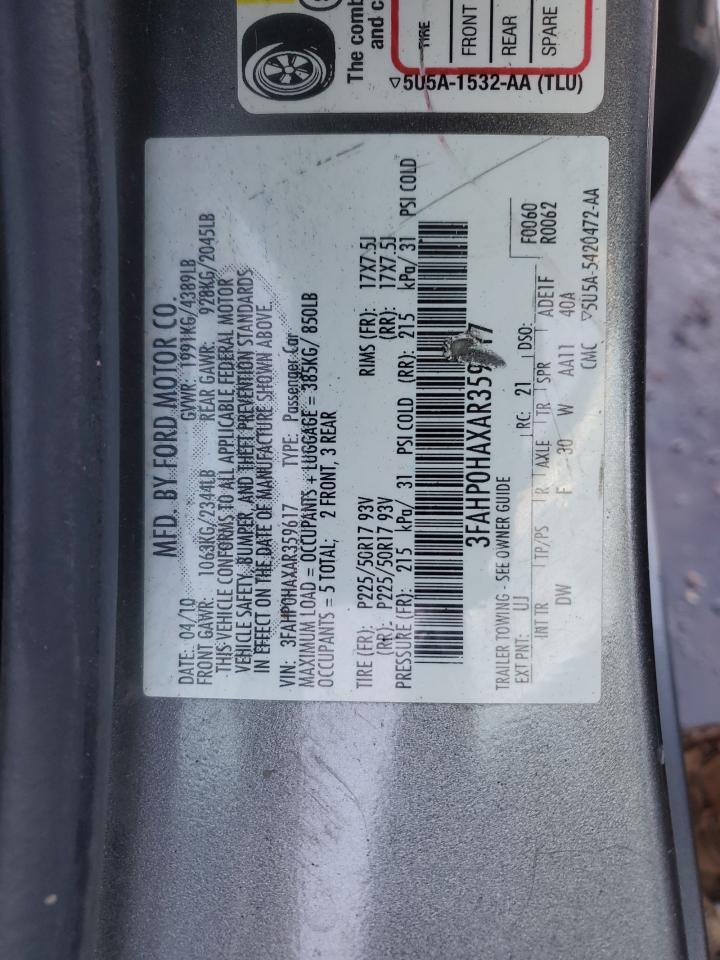 The comb
and c
TIRE
FRONT
REAR
SPARE
▽5U5A-1532-AA (TLU)
MFD. BY FORD MOTOR CO.
DATE: 04/10 GVWR: 1991KG/4389LB
FRONT GAWR: 1063KG/2344LB REAR GAWR: 928KG/2045LB
THIS VEHICLE CONFORMS TO ALL APPLICABLE FEDERAL MOTOR
VEHICLE SAFETY, BUMPER, AND THEFT PREVENTION STANDARDS
IN EFFECT ON THE DATE OF MANUFACTURE SHOWN ABOVE.
VIN: 3FAHP0HAXAR359617 TYPE: Passenger Car
MAXIMUM LOAD = OCCUPANTS + LUGGAGE = 385KG/ 850LB
OCCUPANTS = 5 TOTAL; 2 FRONT, 3 REAR
TIRE (FR): P225/50R17 93V RIMS (FR): 17X7.5J
(RR): P225/50R17 93V (RR): 17X7.5J
PRESSURE (FR): 215 kPa/ 31 PSI COLD (RR): 215 kPa/ 31 PSI COLD
3FAHP0HAXAR359617
TRAILER TOWING - SEE OWNER GUIDE F0060
EXT PNT: UJ RC: 21 DSO: R0062
INT TR TP/PS R AXLE TR SPR ADE1F
DW F 30 W AA11 40A
CMC ▽5U5A-5420472-AA